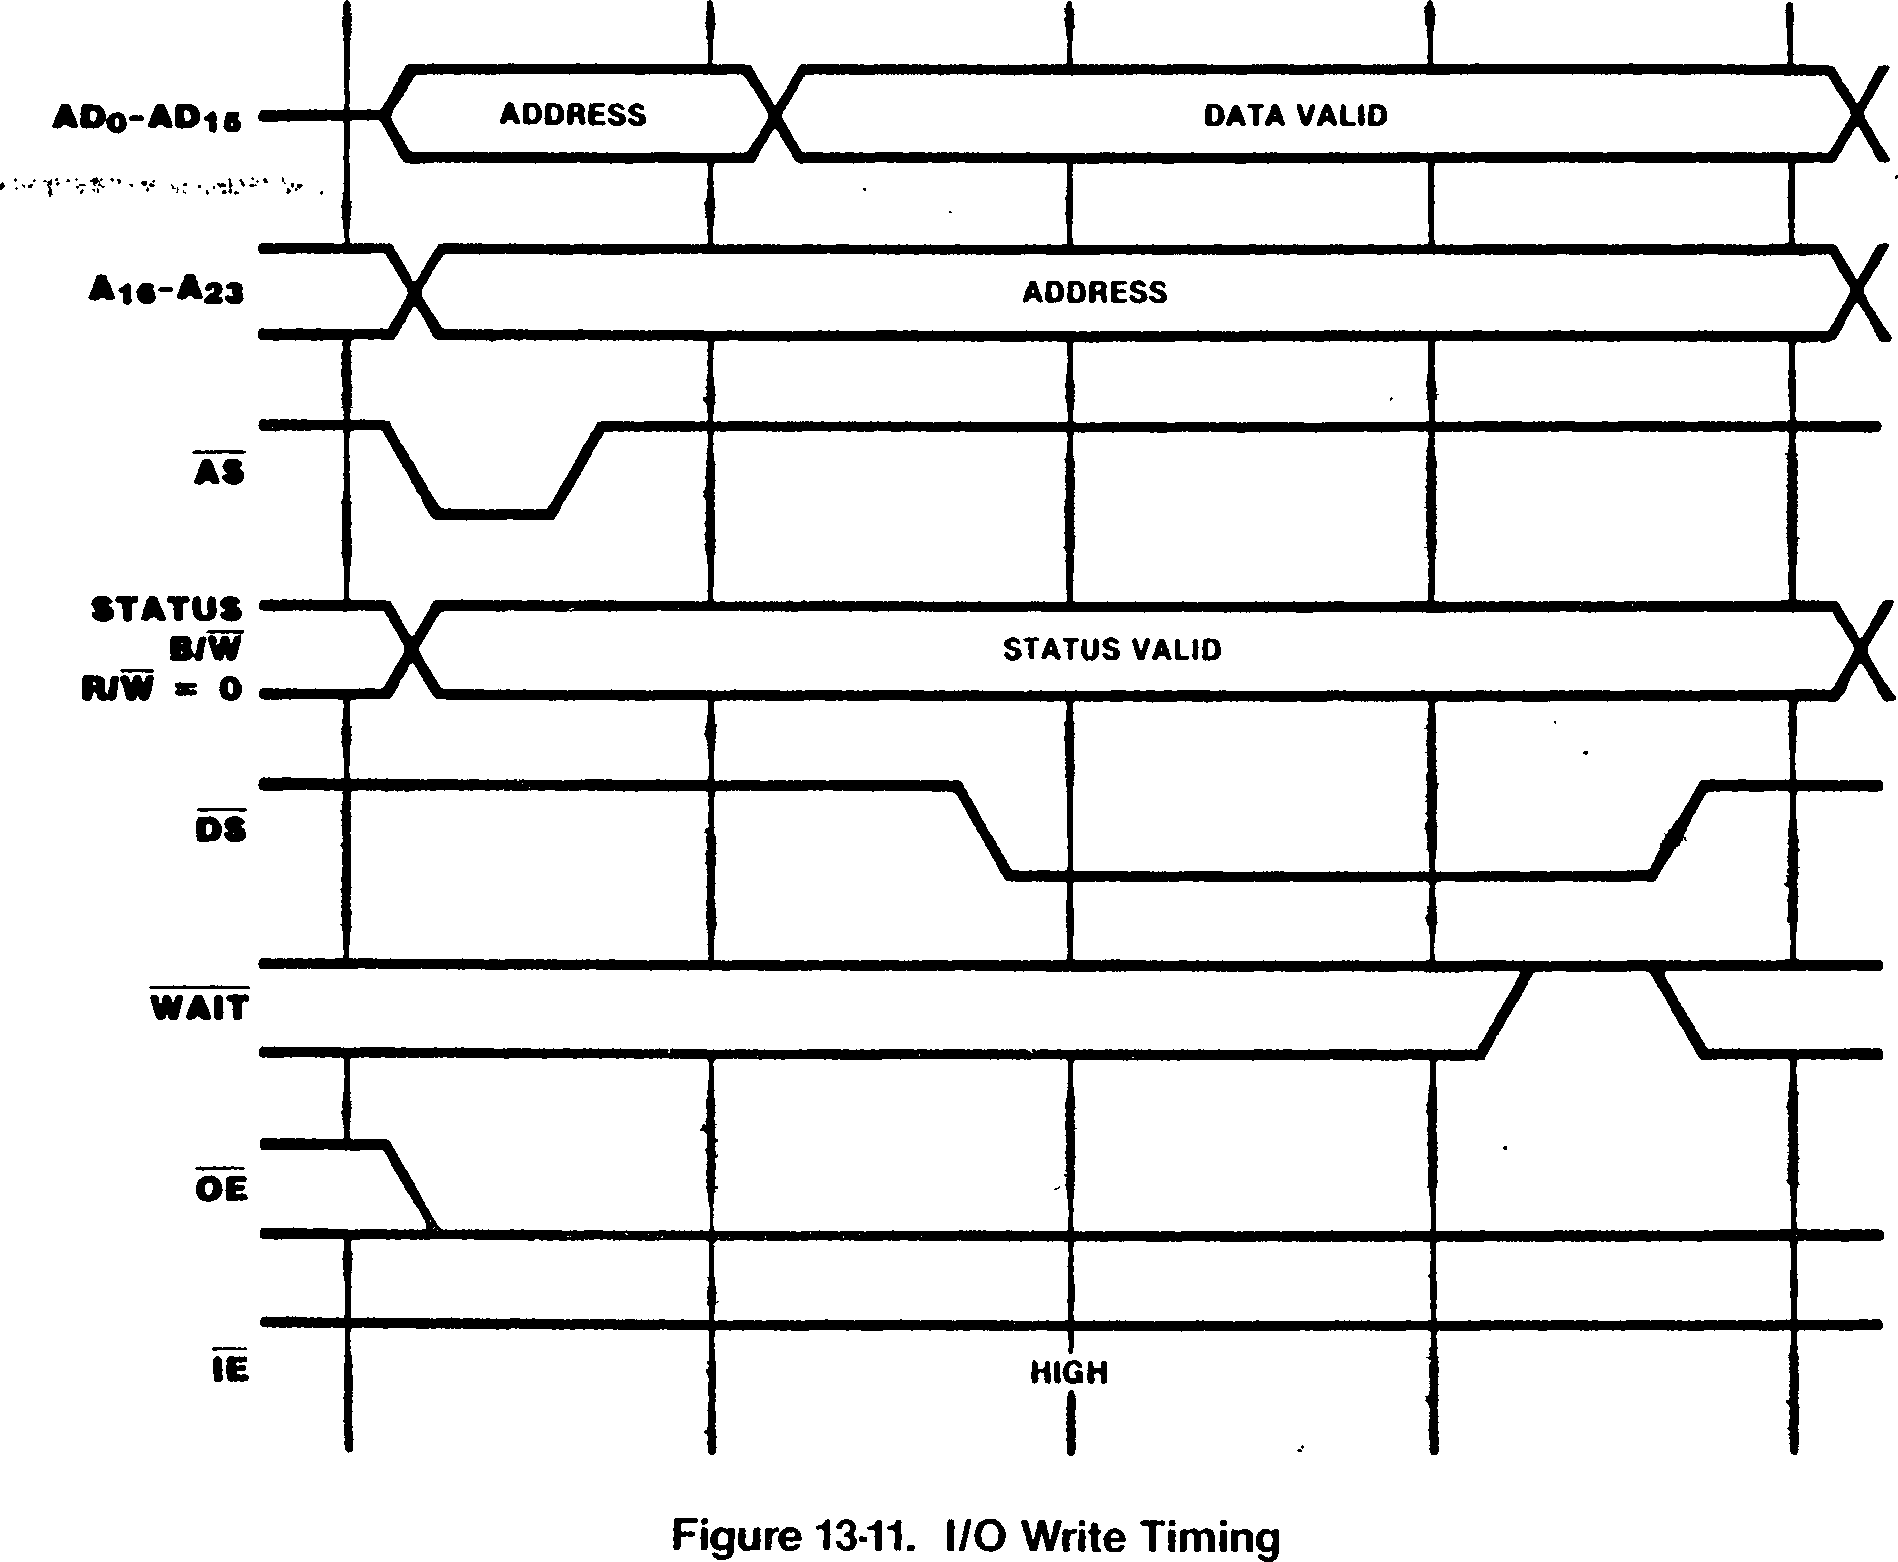 AD0-AD15 ADDRESS DATA VALID
A16-A23 ADDRESS
AS
STATUS
B/W STATUS VALID
R/W = 0
DS
WAIT
OE
IE HIGH
Figure 13-11. I/O Write Timing